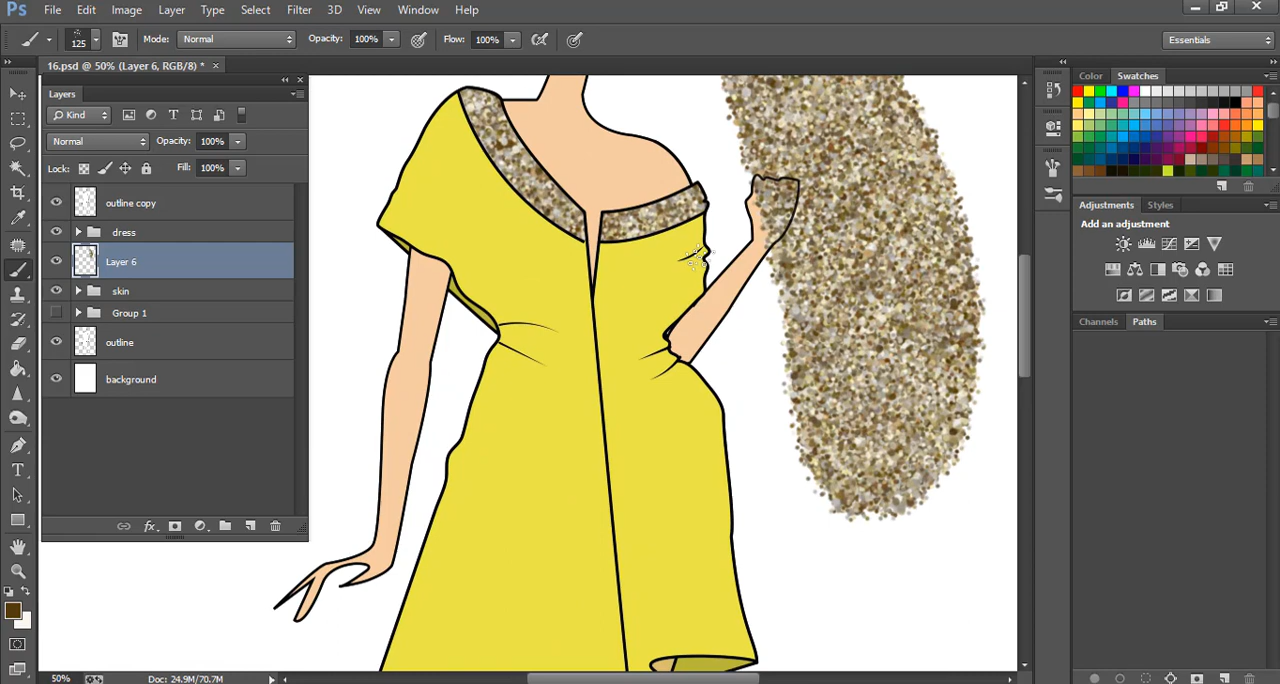 Ps File Edit Image Layer Type Select Filter 3D View Window Help
125 Mode: Normal Opacity: 100% Flow: 100% Essentials
16.psd @ 50% (Layer 6, RGB/8) * ×
Layers
Kind
Normal Opacity: 100%
Lock: Fill: 100%
outline copy
dress
Layer 6
skin
Group 1
outline
background
fx
Color Swatches
Adjustments Styles
Add an adjustment
Channels Paths
50% Doc: 24.9M/70.7M